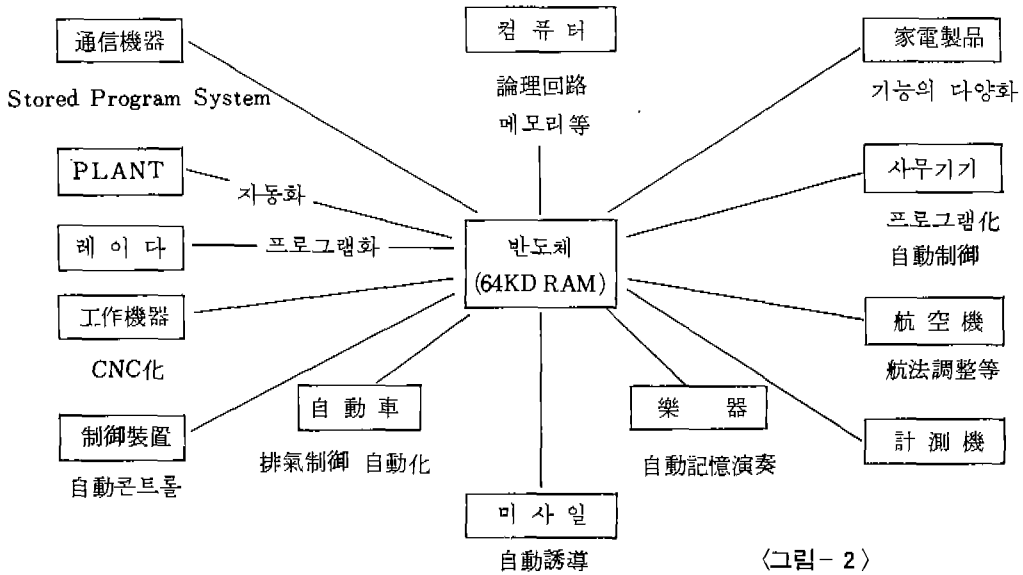 通信機器
Stored Program System
컴 퓨 터
論理回路
메모리等
家電製品
기능의 다양화
PLANT
자동화
사무기기
프로그램化
自動制御
레 이 다
프로그램화
반도체
(64KD RAM)
工作機器
CNC化
航 空 機
航法調整等
制御裝置
自動콘트롤
自 動 車
排氣制御 自動化
樂 器
自動記憶演奏
計 測 機
미 사 일
自動誘導
〈그림-2〉